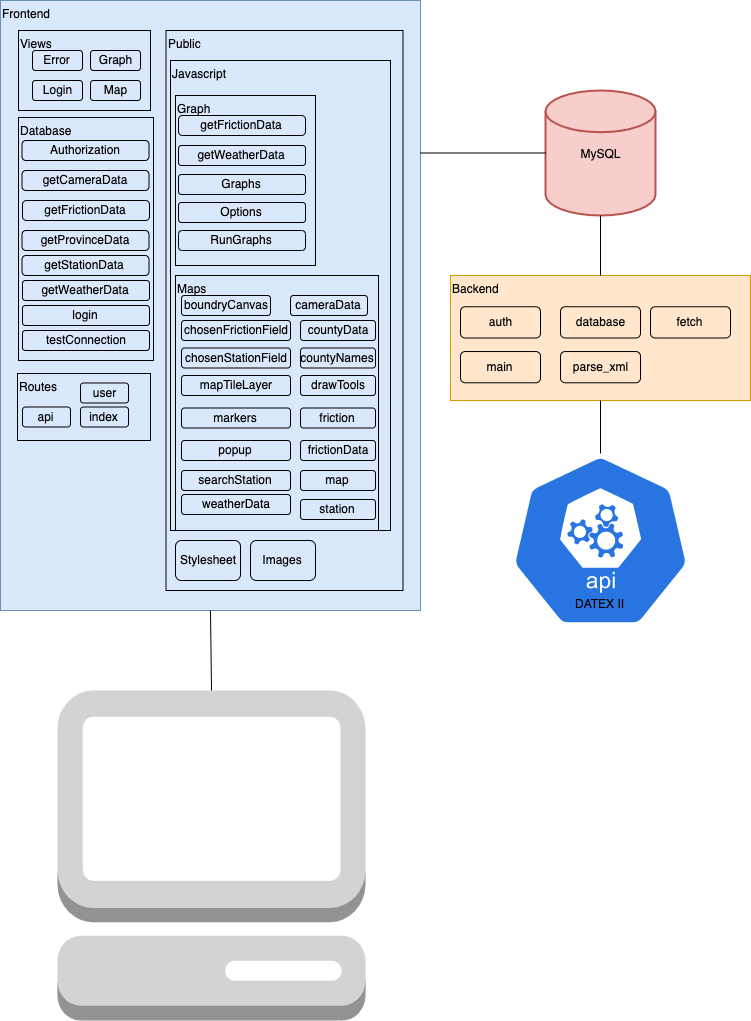 Frontend
Views
Error
Graph
Login
Map
Database
Authorization
getCameraData
getFrictionData
getProvinceData
getStationData
getWeatherData
login
testConnection
Routes
user
api
index
Public
Javascript
Graph
getFrictionData
getWeatherData
Graphs
Options
RunGraphs
Maps
boundryCanvas
cameraData
chosenFrictionField
countyData
chosenStationField
countyNames
mapTileLayer
drawTools
markers
friction
popup
frictionData
searchStation
map
weatherData
station
Stylesheet
Images
MySQL
Backend
auth
database
fetch
main
parse_xml
api
DATEX II